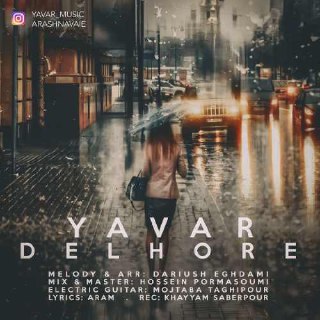 YAVAR_MUSIC
ARASHNAVAIE
YAVAR
DELHORE
MELODY & ARR: DARIUSH EGHDAMI
MIX & MASTER: HOSSEIN PORMASOUMI
ELECTRIC GUITAR: MOJTABA TAGHIPOUR
LYRICS: ARAM . REC: KHAYYAM SABERPOUR